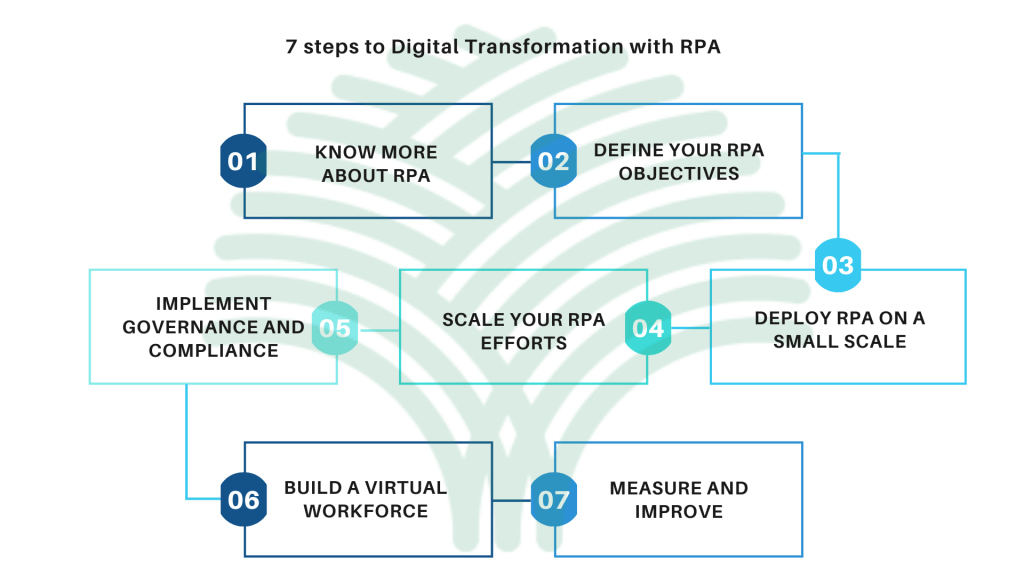 7 steps to Digital Transformation with RPA
01
KNOW MORE
ABOUT RPA
02
DEFINE YOUR RPA
OBJECTIVES
03
DEPLOY RPA ON A
SMALL SCALE
04
SCALE YOUR RPA
EFFORTS
05
IMPLEMENT
GOVERNANCE AND
COMPLIANCE
06
BUILD A VIRTUAL
WORKFORCE
07
MEASURE AND
IMPROVE